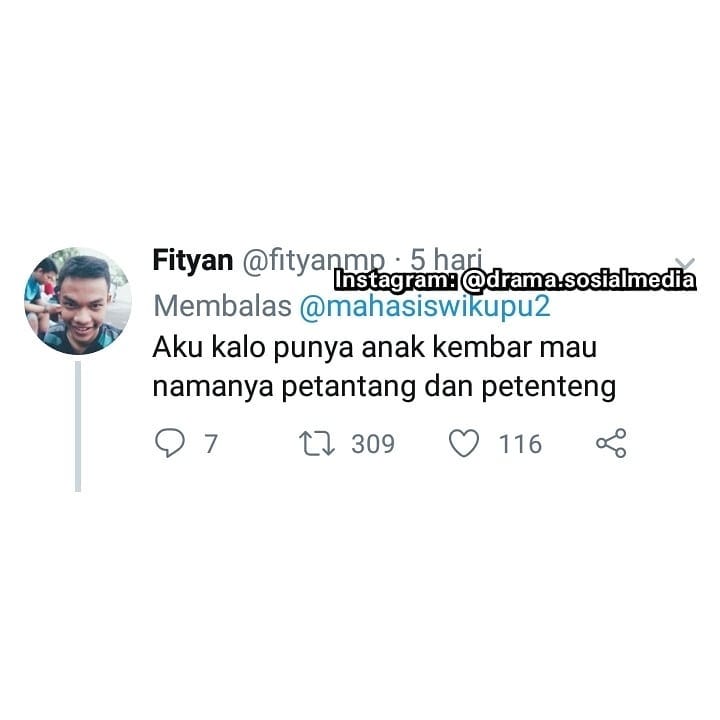 Fityan @fityanmp · 5 hari
Instagram: @drama.sosialmedia
Membalas @mahasiswikupu2
Aku kalo punya anak kembar mau
namanya petantang dan petenteng
7 309 116